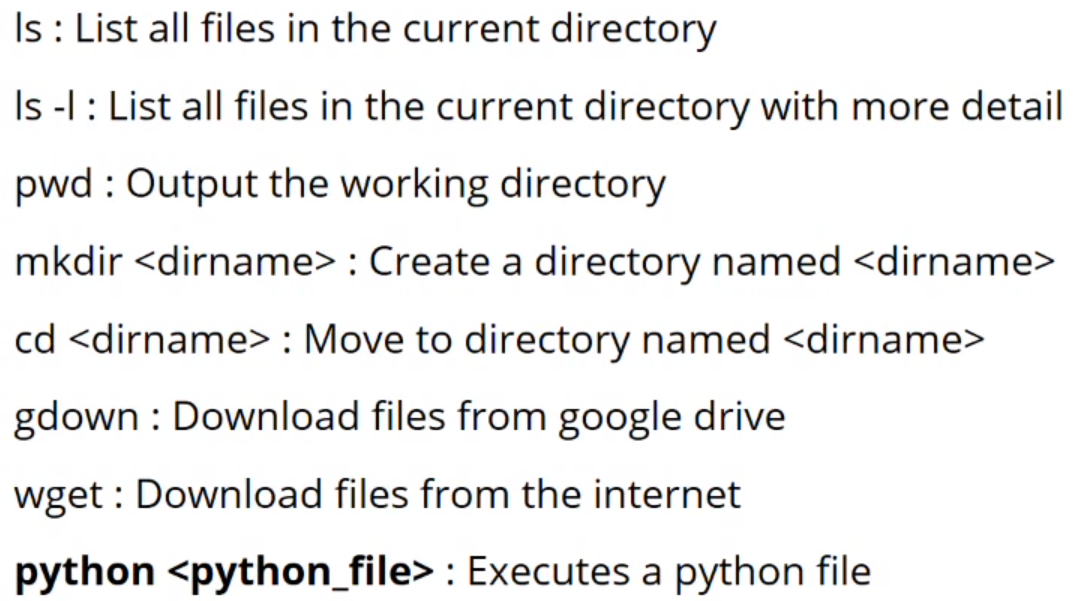 ls : List all files in the current directory
ls -l : List all files in the current directory with more detail
pwd : Output the working directory
mkdir <dirname> : Create a directory named <dirname>
cd <dirname> : Move to directory named <dirname>
gdown : Download files from google drive
wget : Download files from the internet
python <python_file> : Executes a python file